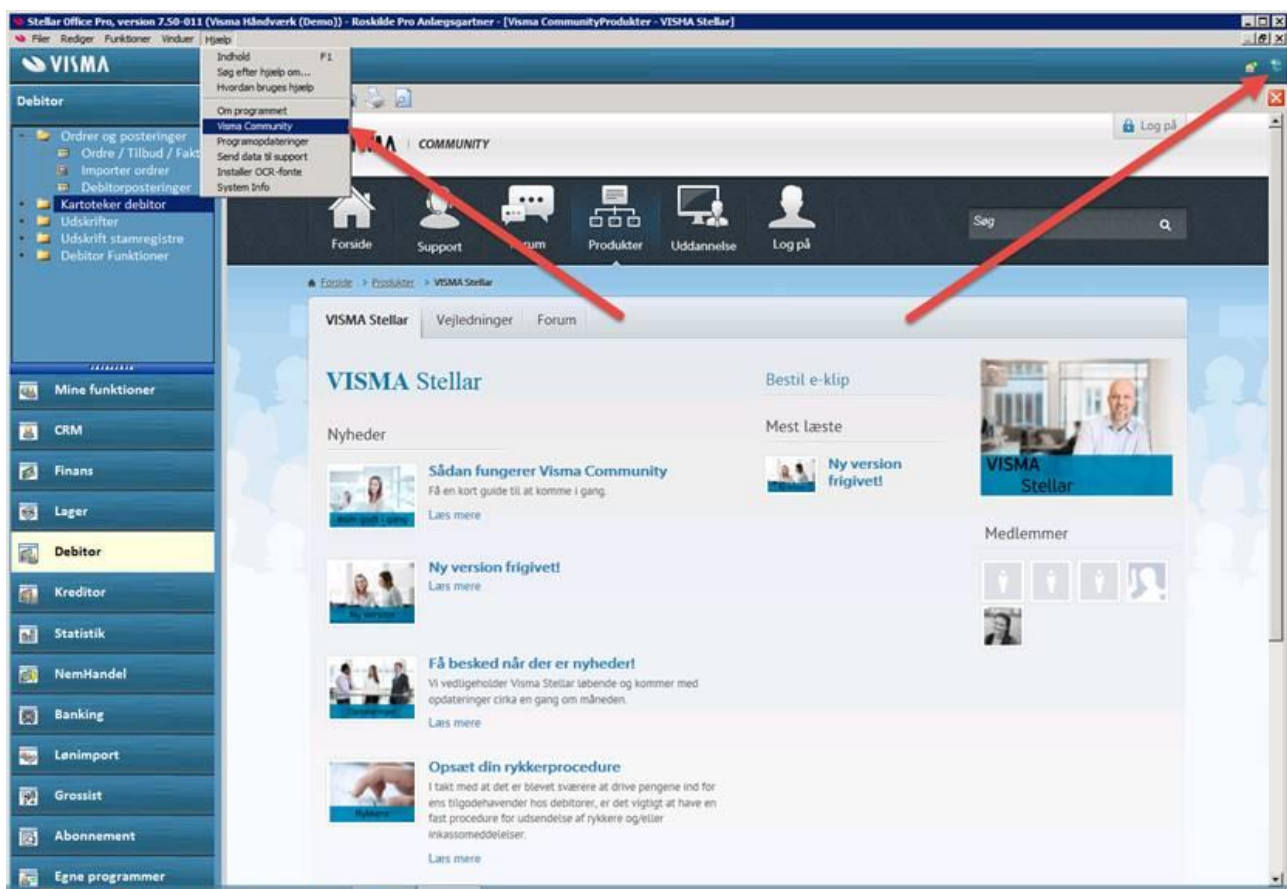 Stellar Office Pro, version 7.50-011 (Visma Håndværk (Demo)) - Roskilde Pro Anlægsgartner - [Visma CommunityProdukter - VISMA Stellar]
Filer Rediger Funktioner Vinduer Hjælp
Indhold F1
Søg efter hjælp om...
Hvordan bruges hjælp
Om programmet
Visma Community
Programopdateringer
Send data til support
Installer OCR-fonte
System Info
VISMA
Debitor
Ordrer og posteringer
Ordre / Tilbud / Fakt
Importer ordrer
Debitorposteringer
Kartoteker debitor
Udskrifter
Udskrift stamregistre
Debitor Funktioner
Mine funktioner
CRM
Finans
Lager
Debitor
Kreditor
Statistik
NemHandel
Banking
Lønimport
Grossist
Abonnement
Egne programmer
COMMUNITY
Log på
Forside Support Produkter Uddannelse Log på
Søg
Forside > Produkter > VISMA Stellar
VISMA Stellar Vejledninger Forum
VISMA Stellar
Nyheder
Sådan fungerer Visma Community
Få en kort guide til at komme i gang.
Læs mere
Ny version frigivet!
Læs mere
Ny version
Få besked når der er nyheder!
Vi vedligeholder Visma Stellar løbende og kommer med
opdateringer cirka en gang om måneden.
Læs mere
Opsæt din rykkerprocedure
I takt med at det er blevet sværere at drive pengene ind for
ens tilgodehavender hos debitorer, er det vigtigt at have en
fast procedure for udsendelse af rykkere og/eller
inkassomeddelelser.
Læs mere
Rykkere
Bestil e-klip
Mest læste
Ny version
frigivet!
VISMA
Stellar
Medlemmer